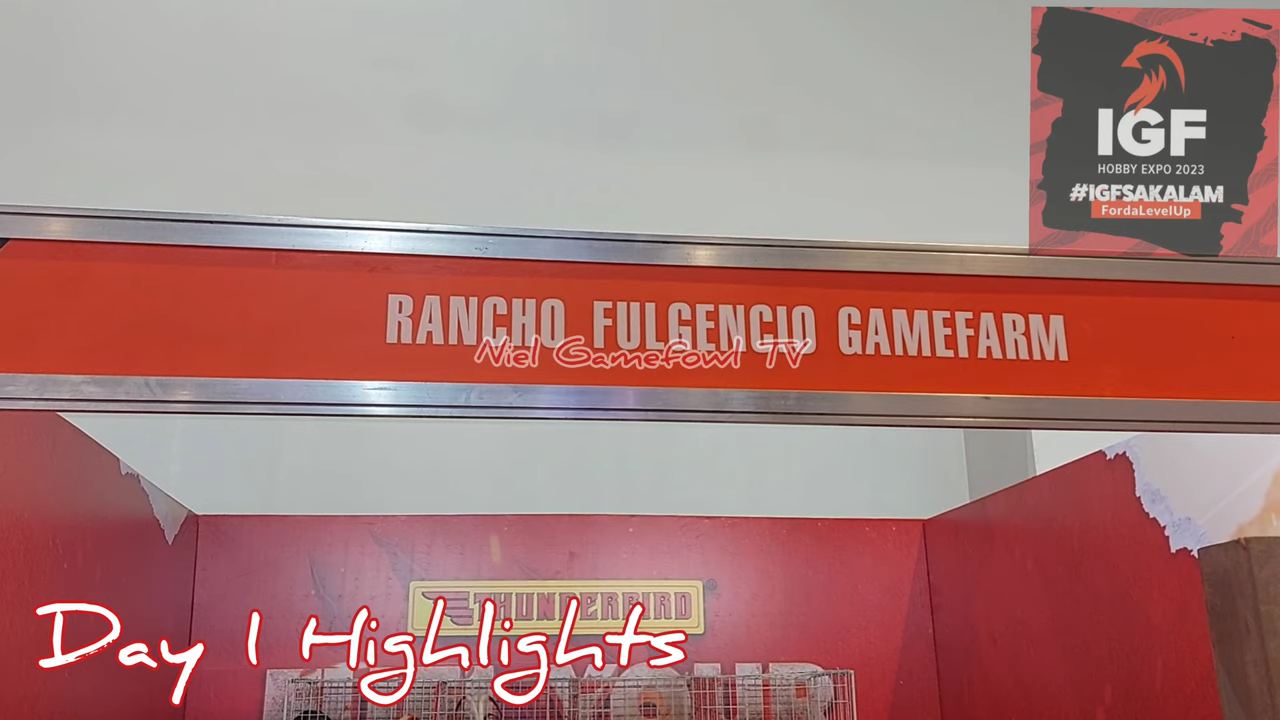 IGF
HOBBY EXPO 2023
#IGFSAKALAM
FordaLevelUp
RANCHO FULGENCIO GAMEFARM
Niel Gamefowl TV
THUNDERBIRD®
Day 1 Highlights